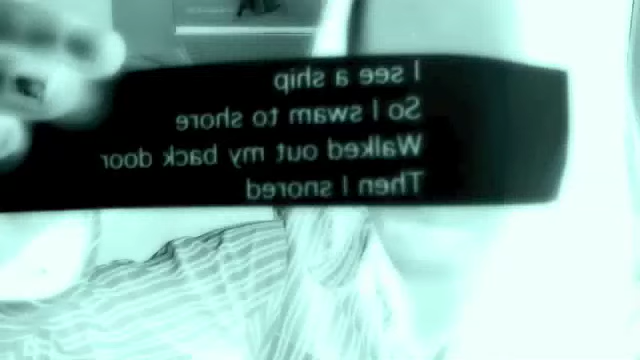 I see a ship
So I swam to shore
Walked out my back door
Then I snored